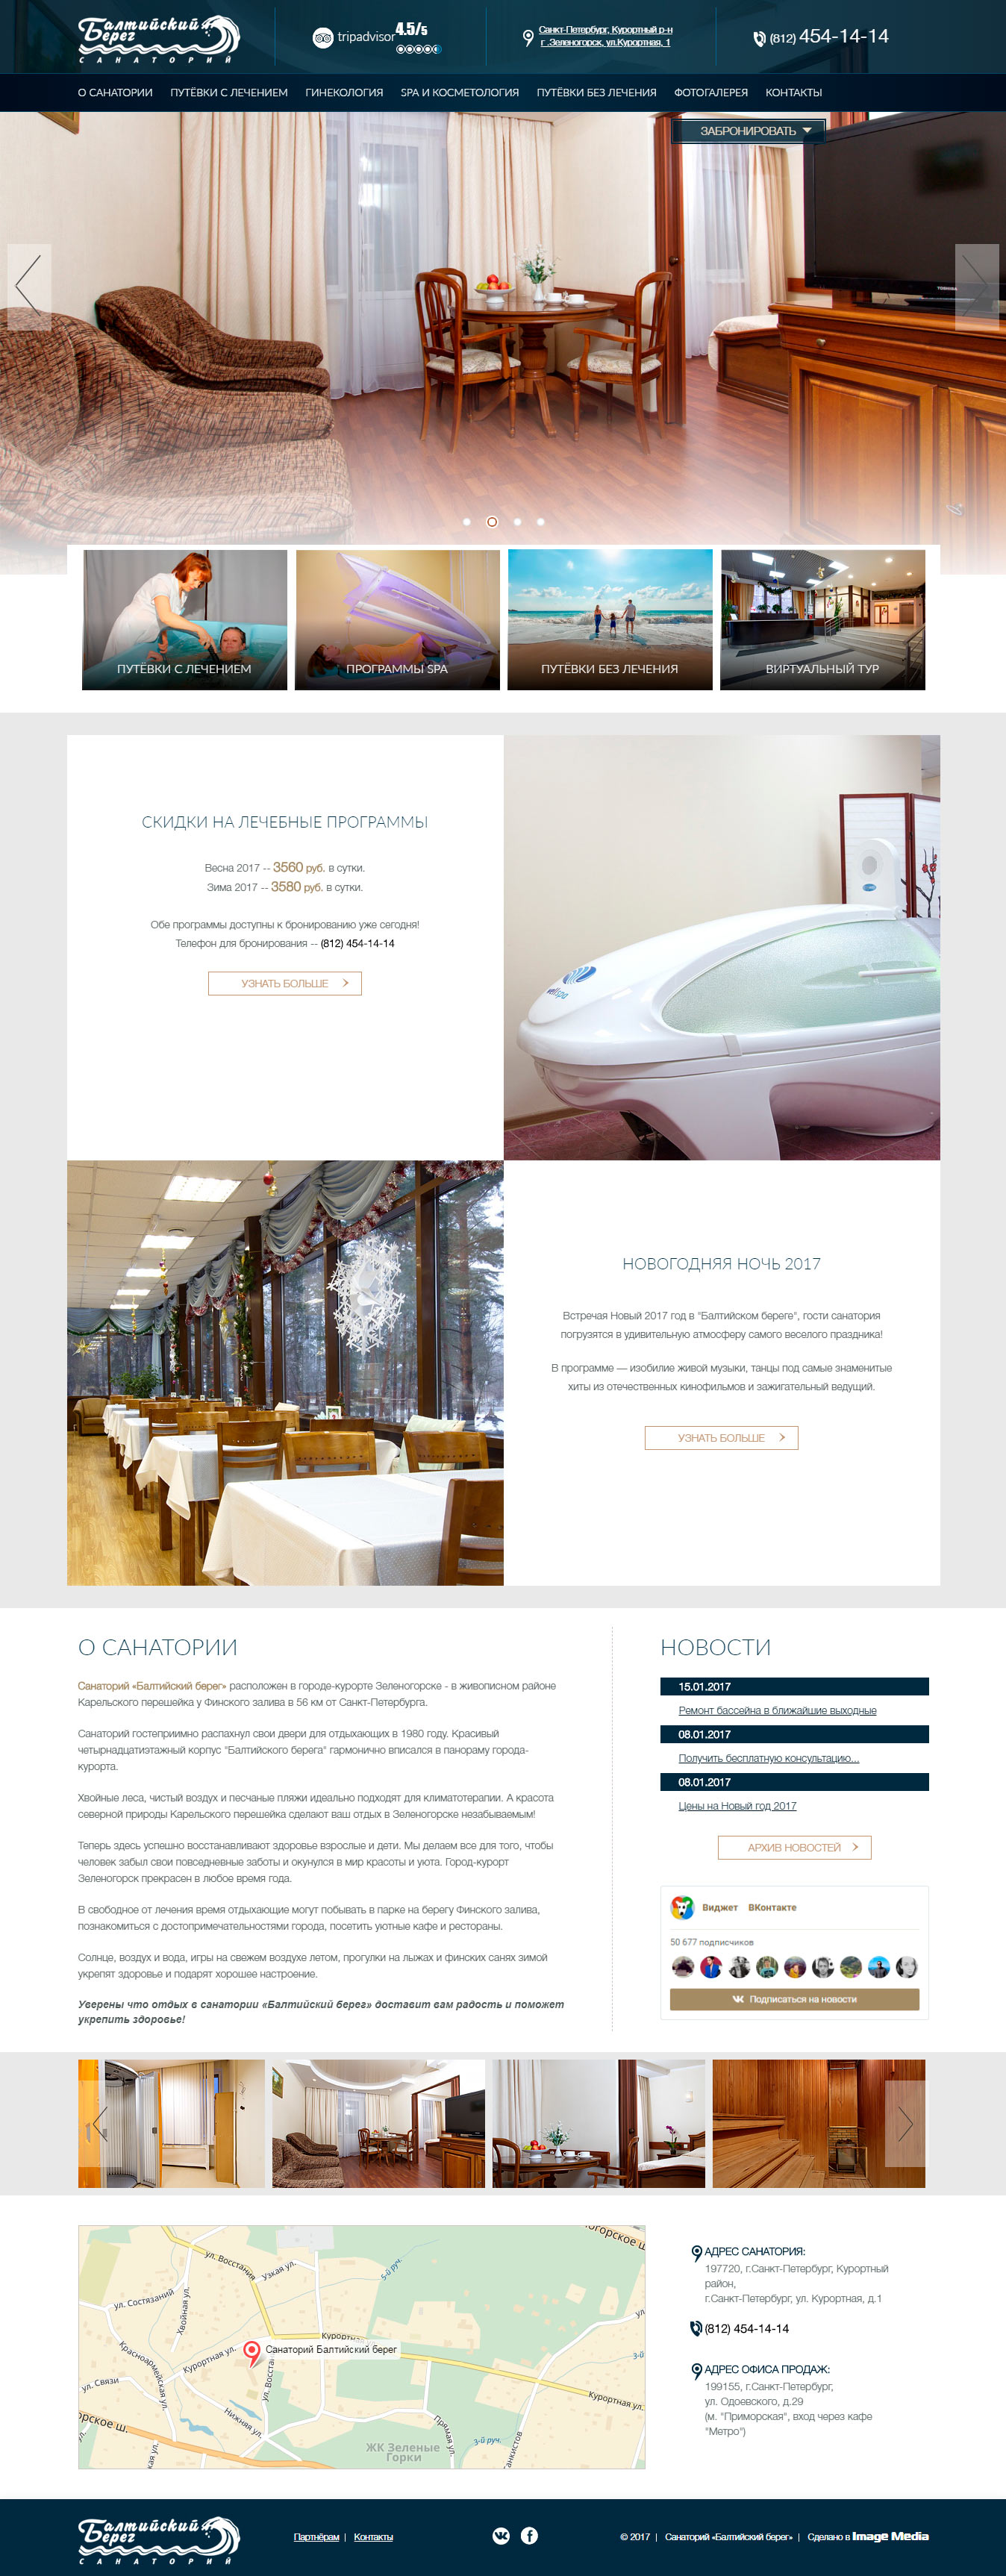 Балтийский
Берег
САНАТОРИЙ
tripadvisor 4.5/5
Санкт-Петербург, Курортный р-н
г .Зеленогорск, ул.Курортная, 1
(812) 454-14-14
О САНАТОРИИ ПУТЁВКИ С ЛЕЧЕНИЕМ ГИНЕКОЛОГИЯ SPA И КОСМЕТОЛОГИЯ ПУТЁВКИ БЕЗ ЛЕЧЕНИЯ ФОТОГАЛЕРЕЯ КОНТАКТЫ
ЗАБРОНИРОВАТЬ
TOSHIBA
ПУТЁВКИ С ЛЕЧЕНИЕМ ПРОГРАММЫ SPA ПУТЁВКИ БЕЗ ЛЕЧЕНИЯ ВИРТУАЛЬНЫЙ ТУР
СКИДКИ НА ЛЕЧЕБНЫЕ ПРОГРАММЫ
Весна 2017 -- 3560 руб. в сутки.
Зима 2017 -- 3580 руб. в сутки.
Обе программы доступны к бронированию уже сегодня!
Телефон для бронирования -- (812) 454-14-14
УЗНАТЬ БОЛЬШЕ
НОВОГОДНЯЯ НОЧЬ 2017
Встречая Новый 2017 год в "Балтийском береге", гости санатория
погрузятся в удивительную атмосферу самого веселого праздника!
В программе — изобилие живой музыки, танцы под самые знаменитые
хиты из отечественных кинофильмов и зажигательный ведущий.
УЗНАТЬ БОЛЬШЕ
О САНАТОРИИ
Санаторий «Балтийский берег» расположен в городе-курорте Зеленогорске - в живописном районе
Карельского перешейка у Финского залива в 56 км от Санкт-Петербурга.
Санаторий гостеприимно распахнул свои двери для отдыхающих в 1980 году. Красивый
четырнадцатиэтажный корпус "Балтийского берега" гармонично вписался в панораму города-
курорта.
Хвойные леса, чистый воздух и песчаные пляжи идеально подходят для климатотерапии. А красота
северной природы Карельского перешейка сделают ваш отдых в Зеленогорске незабываемым!
Теперь здесь успешно восстанавливают здоровье взрослые и дети. Мы делаем все для того, чтобы
человек забыл свои повседневные заботы и окунулся в мир красоты и уюта. Город-курорт
Зеленогорск прекрасен в любое время года.
В свободное от лечения время отдыхающие могут побывать в парке на берегу Финского залива,
познакомиться с достопримечательностями города, посетить уютные кафе и рестораны.
Солнце, воздух и вода, игры на свежем воздухе летом, прогулки на лыжах и финских санях зимой
укрепят здоровье и подарят хорошее настроение.
Уверены что отдых в санатории «Балтийский берег» доставит вам радость и поможет
укрепить здоровье!
НОВОСТИ
15.01.2017
Ремонт бассейна в ближайшие выходные
08.01.2017
Получить бесплатную консультацию...
08.01.2017
Цены на Новый год 2017
АРХИВ НОВОСТЕЙ
Виджет ВКонтакте
50 677 подписчиков
Подписаться на новости
ул. Восстания
Узкая ул.
5-й руч.
ногорское ш.
ул. Состязаний
Хвойная ул.
Красноармейская ул.
Курортная ул.
Санаторий Балтийский берег
ул. Связи
ул. Восста
Нижняя ул.
Курортная ул.
3-й
орское ш.
Прямая ул.
3-й руч.
ЖК Зеленые
Горки
АДРЕС САНАТОРИЯ:
197720, г.Санкт-Петербург, Курортный
район,
г.Санкт-Петербург, ул. Курортная, д.1
(812) 454-14-14
АДРЕС ОФИСА ПРОДАЖ:
199155, г.Санкт-Петербург,
ул. Одоевского, д.29
(м. "Приморская", вход через кафе
"Метро")
Балтийский
Берег
САНАТОРИЙ
Партнёрам | Контакты
© 2017 | Санаторий «Балтийский берег» | Сделано в Image Media